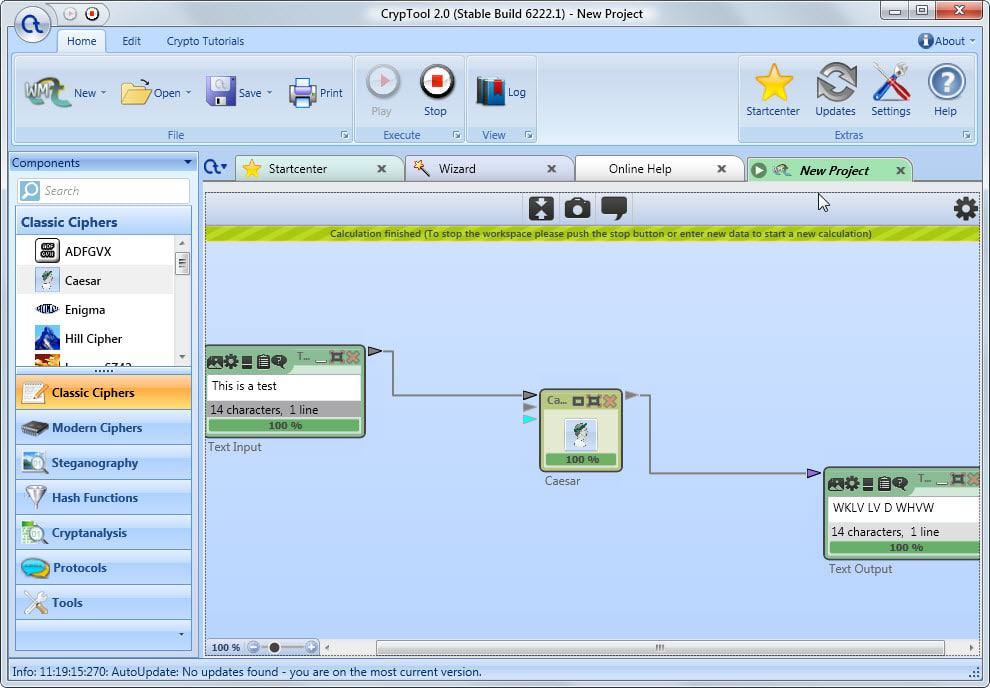 CrypTool 2.0 (Stable Build 6222.1) - New Project
Home Edit Crypto Tutorials About
New Open Save Print Play Stop Log Startcenter Updates Settings Help
File Execute View Extras
Components
Startcenter Wizard Online Help New Project
Search
Classic Ciphers
Calculation finished (To stop the workspace please push the stop button or enter new data to start a new calculation)
ADFGVX
Caesar
Enigma
Hill Cipher
Classic Ciphers
Modern Ciphers
Steganography
Hash Functions
Cryptanalysis
Protocols
Tools
T...
This is a test
14 characters, 1 line
100 %
Text Input
Ca...
100 %
Caesar
T...
WKLV LV D WHVW
14 characters, 1 line
100 %
Text Output
100 %
Info: 11:19:15:270: AutoUpdate: No updates found - you are on the most current version.